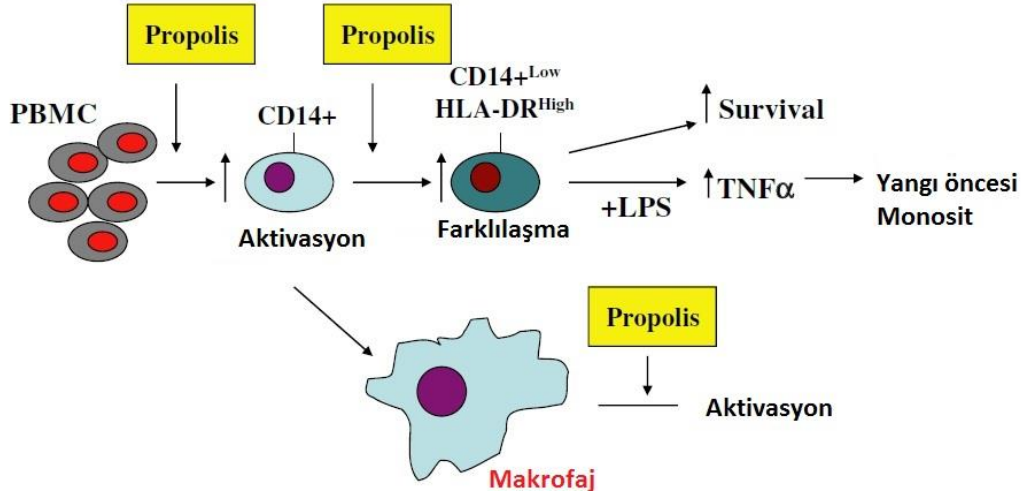 Propolis
Propolis
PBMC
CD14+
CD14+Low
HLA-DRHigh
Survival
+LPS
TNFα
Yangı öncesi
Monosit
Aktivasyon
Farklılaşma
Propolis
Aktivasyon
Makrofaj